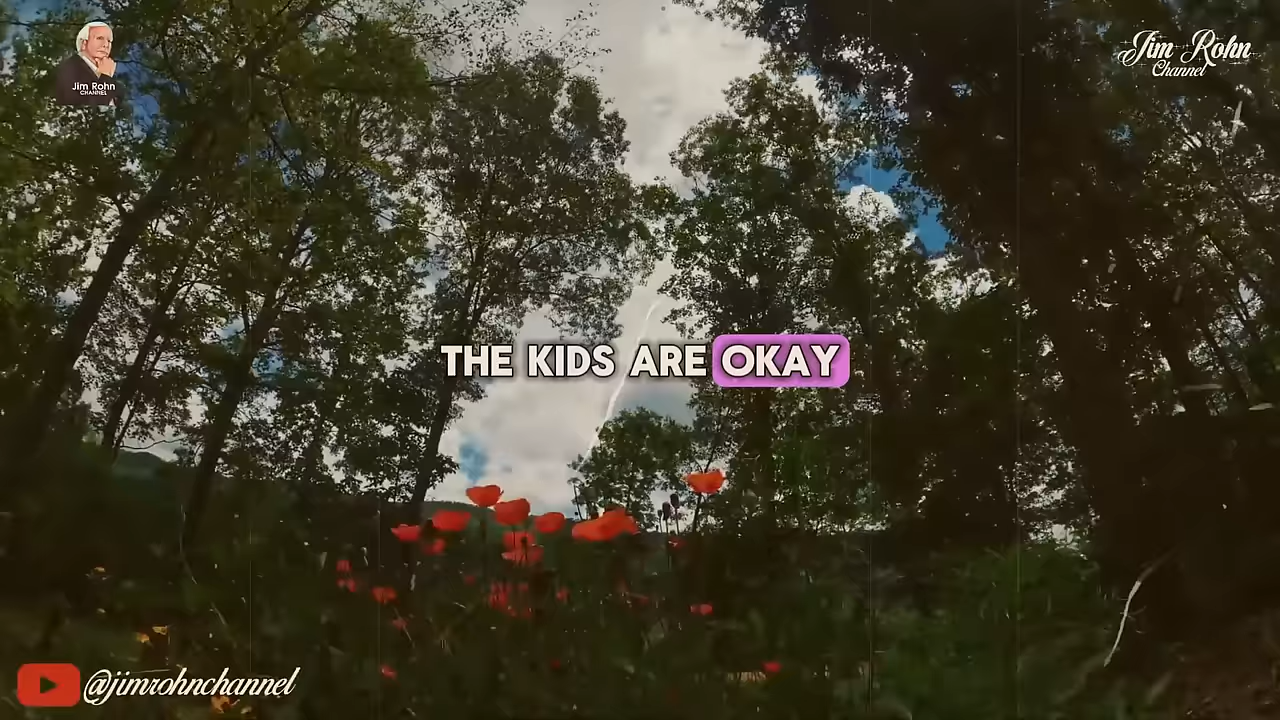 Jim Rohn
CHANNEL
Jim Rohn
Channel
THE KIDS ARE OKAY
@jimrohnchannel